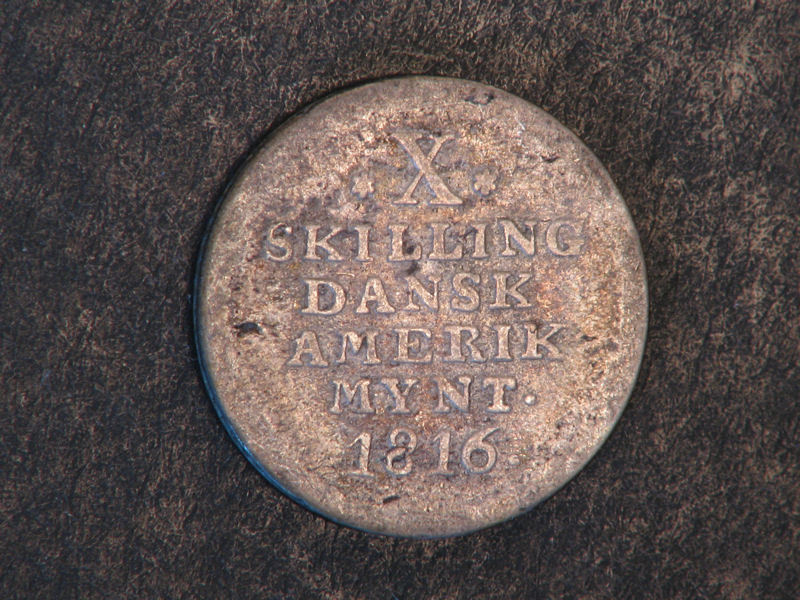 X
SKILLING
DANSK
AMERIK
MYNT.
1816.